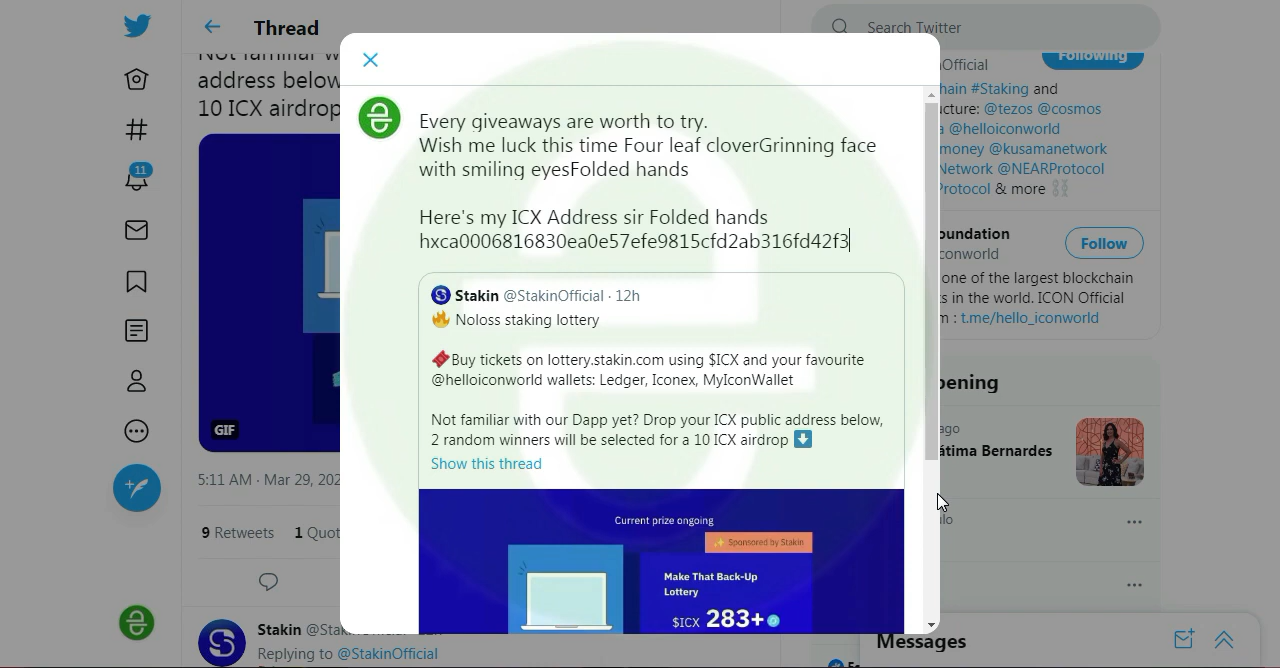 Thread
Search Twitter
Not familiar w
address below
10 ICX airdrop
GIF
5:11 AM · Mar 29, 202
9 Retweets 1 Quot
Stakin @Stak
Replying to @StakinOfficial
11
Every giveaways are worth to try.
Wish me luck this time Four leaf cloverGrinning face
with smiling eyesFolded hands
Here's my ICX Address sir Folded hands
hxca0006816830ea0e57efe9815cfd2ab316fd42f3
Stakin @StakinOfficial · 12h
Noloss staking lottery
Buy tickets on lottery.stakin.com using $ICX and your favourite
@helloiconworld wallets: Ledger, Iconex, MyIconWallet
Not familiar with our Dapp yet? Drop your ICX public address below,
2 random winners will be selected for a 10 ICX airdrop
Show this thread
Current prize ongoing
Sponsored by Stakin
Make That Back-Up
Lottery
$ICX 283+
Official
Following
hain #Staking and
ucture: @tezos @cosmos
a @helloiconworld
money @kusamanetwork
Network @NEARProtocol
Protocol & more
oundation
conworld
Follow
one of the largest blockchain
s in the world. ICON Official
m : t.me/hello_iconworld
pening
ago
átima Bernardes
ulo
Messages